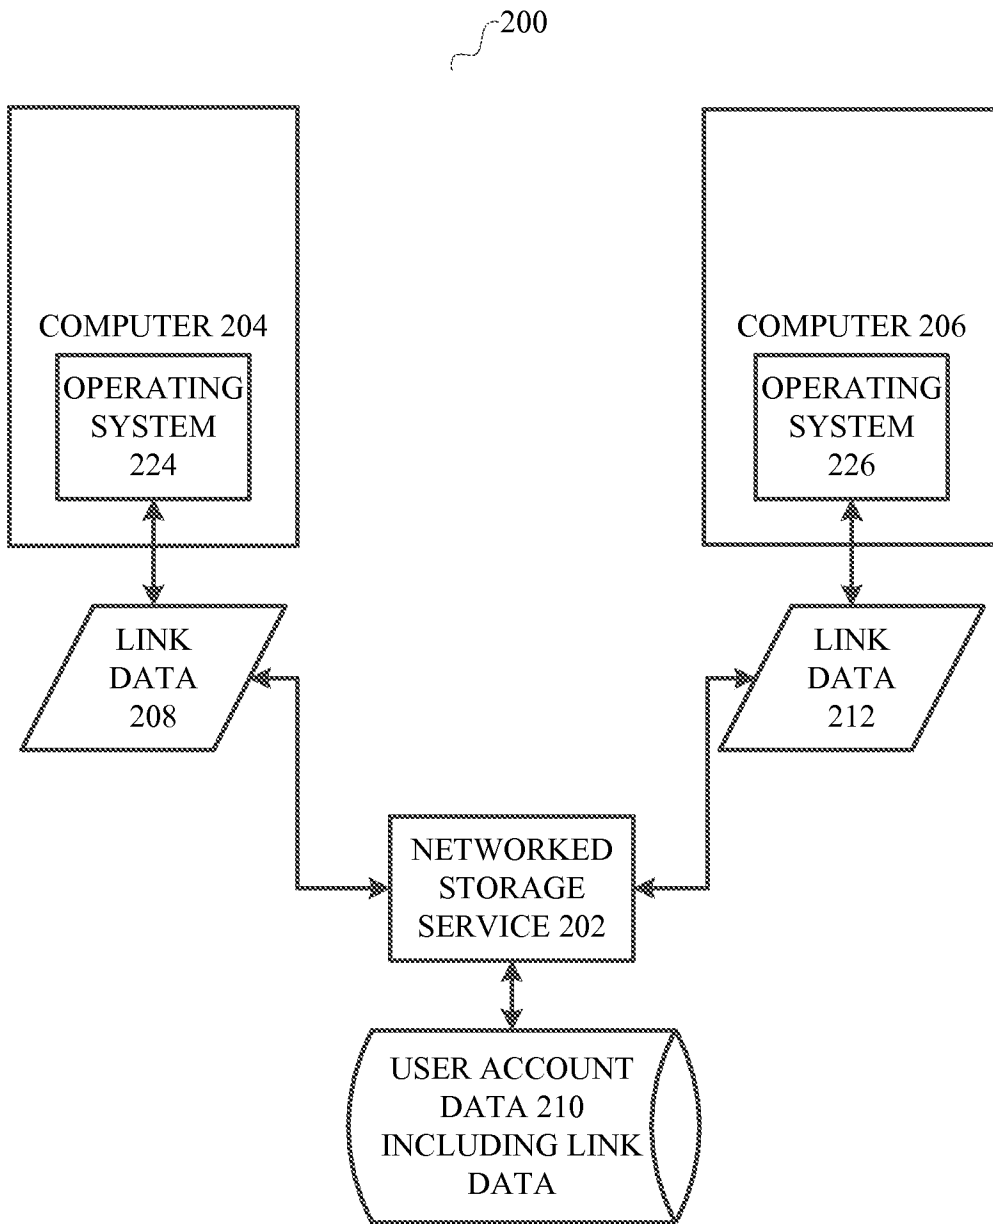 200
COMPUTER 204
OPERATING
SYSTEM
224
COMPUTER 206
OPERATING
SYSTEM
226
LINK
DATA
208
LINK
DATA
212
NETWORKED
STORAGE
SERVICE 202
USER ACCOUNT
DATA 210
INCLUDING LINK
DATA